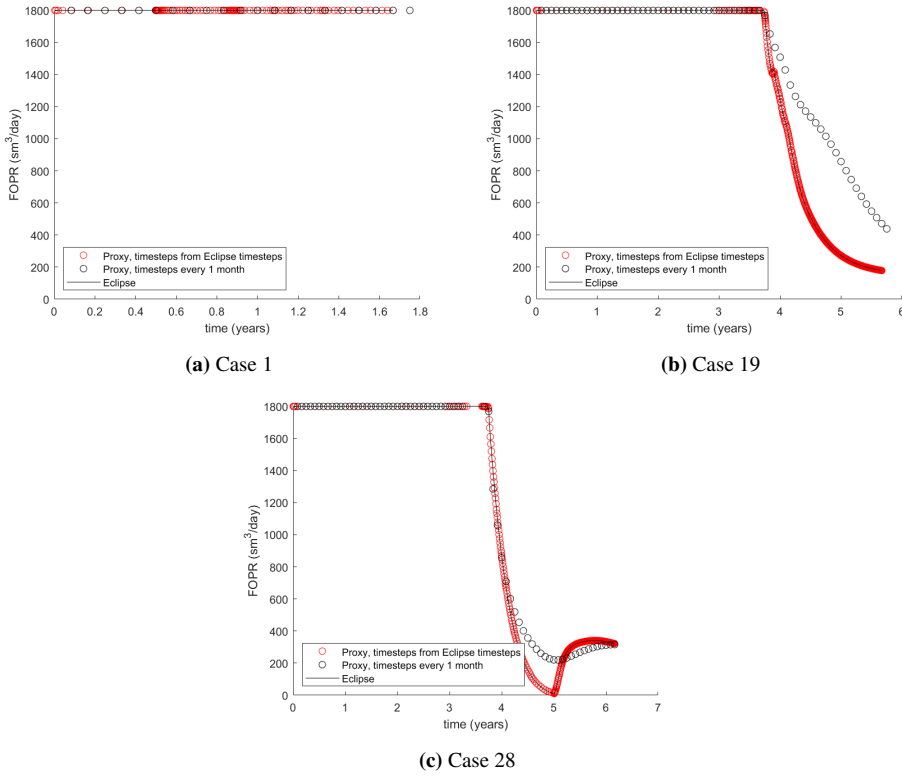 1800
1600
1400
1200
1000
800
600
400
200
0
FOPR (sm³/day)
Proxy, timesteps from Eclipse timesteps
Proxy, timesteps every 1 month
Eclipse
0 0.2 0.4 0.6 0.8 1 1.2 1.4 1.6 1.8
time (years)
(a) Case 1
1800
1600
1400
1200
1000
800
600
400
200
0
FOPR (sm³/day)
Proxy, timesteps from Eclipse timesteps
Proxy, timesteps every 1 month
Eclipse
0 1 2 3 4 5 6
time (years)
(b) Case 19
1800
1600
1400
1200
1000
800
600
400
200
0
FOPR (sm³/day)
Proxy, timesteps from Eclipse timesteps
Proxy, timesteps every 1 month
Eclipse
0 1 2 3 4 5 6 7
time (years)
(c) Case 28